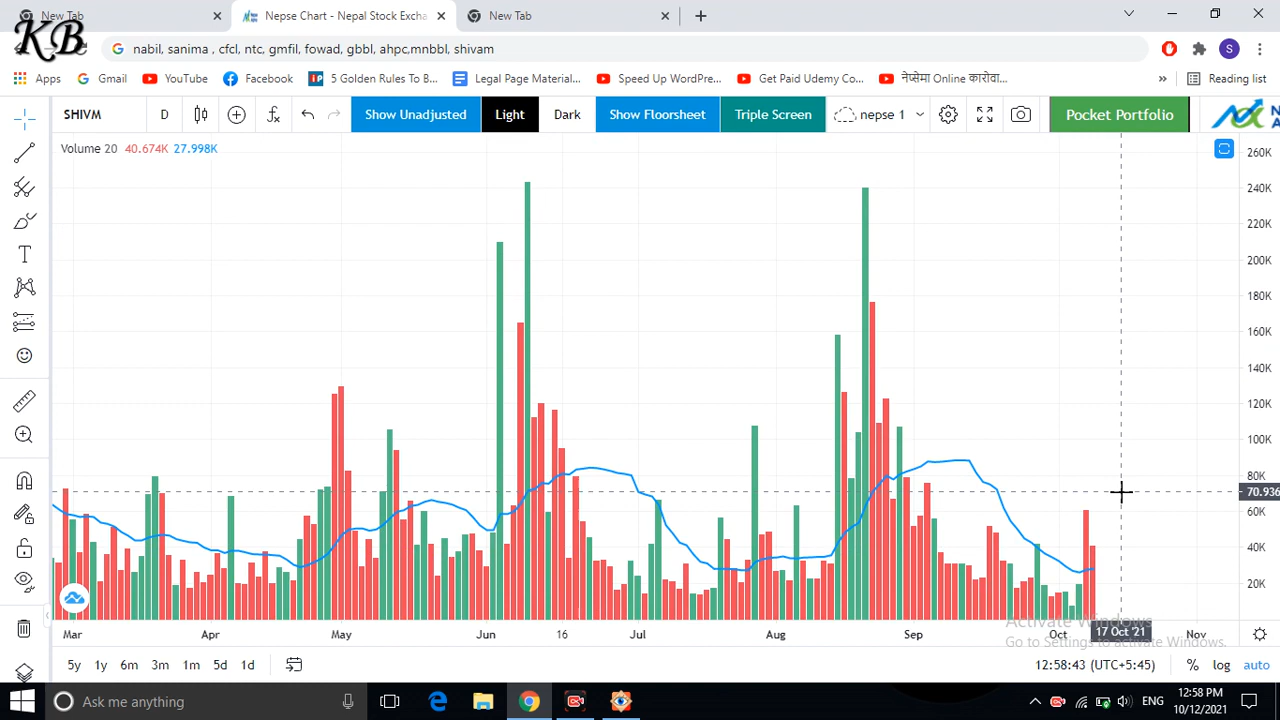 New Tab
Nepse Chart - Nepal Stock Excha
New Tab
KB
nabil, sanima , cfcl, ntc, gmfil, fowad, gbbl, ahpc,mnbbl, shivam
S
Apps
Gmail
YouTube
Facebook
5 Golden Rules To B...
Legal Page Material...
Speed Up WordPre...
Get Paid Udemy Co...
नेप्सेमा Online कारोवा...
»
Reading list
SHIVM
D
Show Unadjusted
Light
Dark
Show Floorsheet
Triple Screen
nepse 1
Pocket Portfolio
N
A
Volume 20 40.674K 27.998K
260K
240K
220K
200K
180K
160K
140K
120K
100K
80K
70.936
60K
40K
20K
Mar
Apr
May
Jun
16
Jul
Aug
Sep
Oct
17 Oct '21
Nov
Activate Windows
Go to Settings to activate Windows.
5y
1y
6m
3m
1m
5d
1d
12:58:43 (UTC+5:45)
%
log
auto
Ask me anything
ENG
12:58 PM
10/12/2021